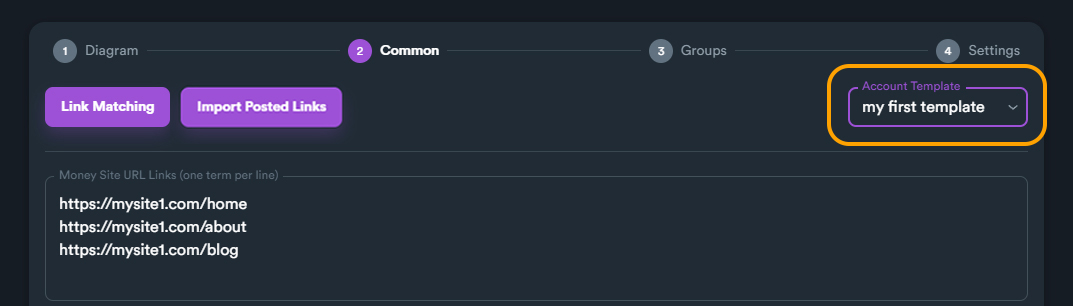 1 Diagram 2 Common 3 Groups 4 Settings
Link Matching Import Posted Links
Account Template
my first template
Money Site URL Links (one term per line)
https://mysite1.com/home
https://mysite1.com/about
https://mysite1.com/blog